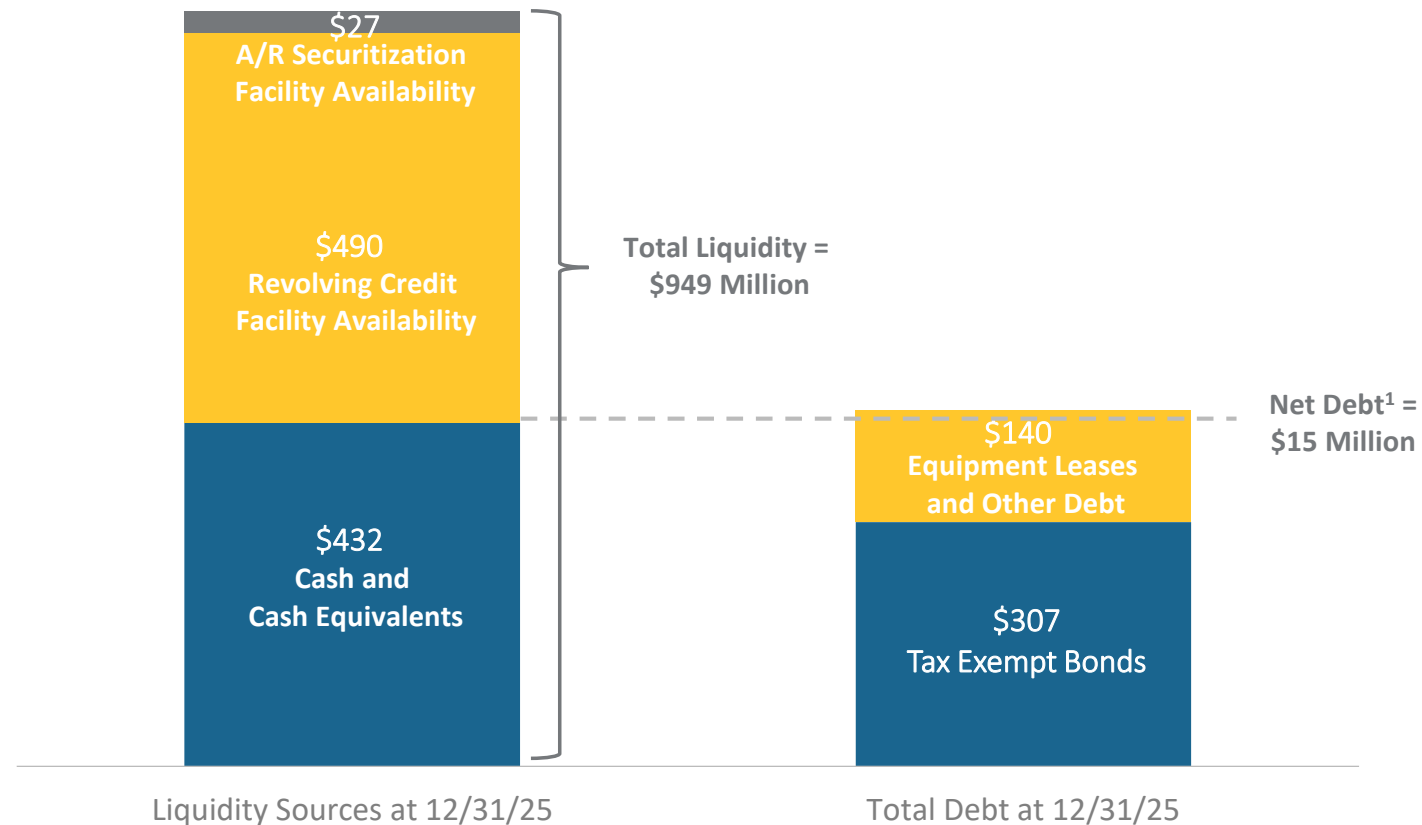 $27
A/R Securitization
Facility Availability
$490
Revolving Credit
Facility Availability
$432
Cash and
Cash Equivalents
Total Liquidity =
$949 Million
Net Debt¹ =
$15 Million
$140
Equipment Leases
and Other Debt
$307
Tax Exempt Bonds
Liquidity Sources at 12/31/25
Total Debt at 12/31/25